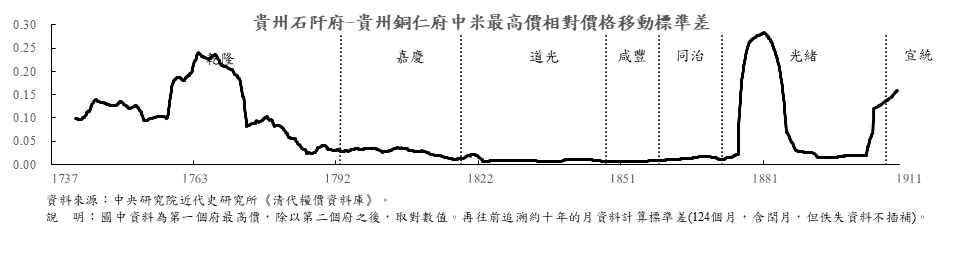 貴州石阡府-貴州銅仁府中米最高價相對價格移動標準差
0.30
0.25
0.20
0.15
0.10
0.05
0.00
乾隆
嘉慶
道光
咸豐
同治
光緒
宣統
1737
1763
1792
1822
1851
1881
1911
資料來源：中央研究院近代史研究所《清代糧價資料庫》。
說　明：圖中資料為第一個府最高價，除以第二個府之後，取對數值。再往前追溯約十年的月資料計算標準差(124個月，含閏月，但佚失資料不插補)。